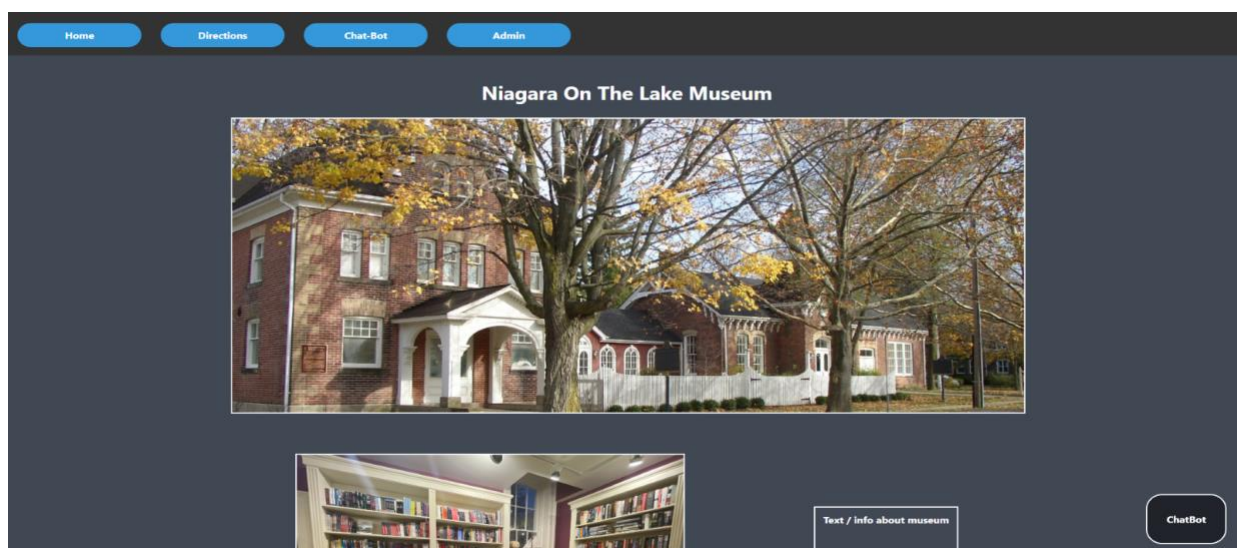 Home
Directions
Chat-Bot
Admin
Niagara On The Lake Museum
Text / info about museum
ChatBot